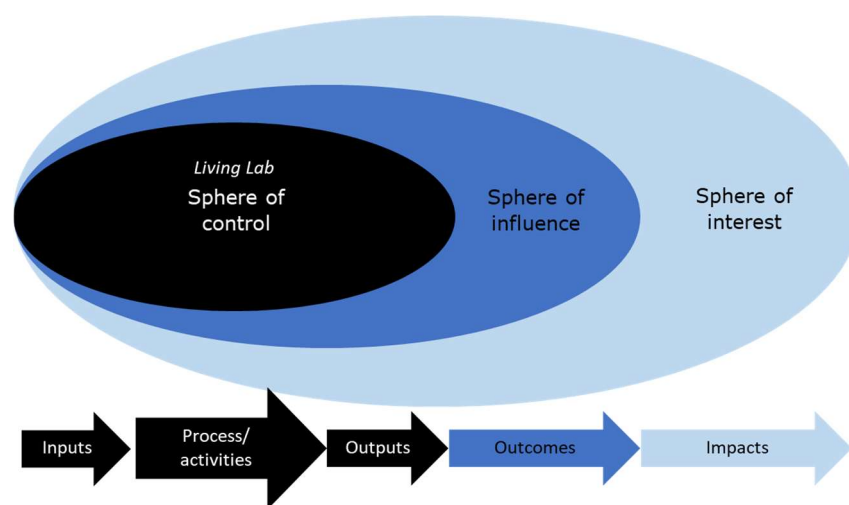 Living Lab
Sphere of
control
Sphere of
influence
Sphere of
interest
Inputs
Process/
activities
Outputs
Outcomes
Impacts